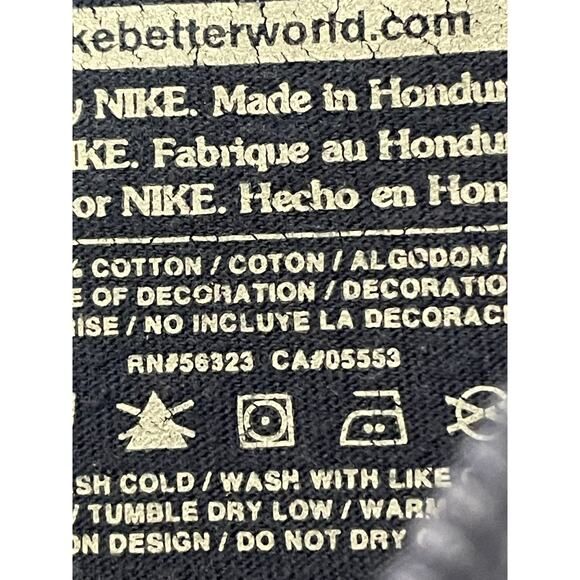 kebetterworld.com
y NIKE. Made in Hondur
KE. Fabrique au Hondu
or NIKE. Hecho en Hon
% COTTON / COTON / ALGODON /
E OF DECORATION / DECORATIO
RISE / NO INCLUYE LA DECORAC
RN#56323 CA#05553
SH COLD / WASH WITH LIKE
/ TUMBLE DRY LOW / WARM
ON DESIGN / DO NOT DRY